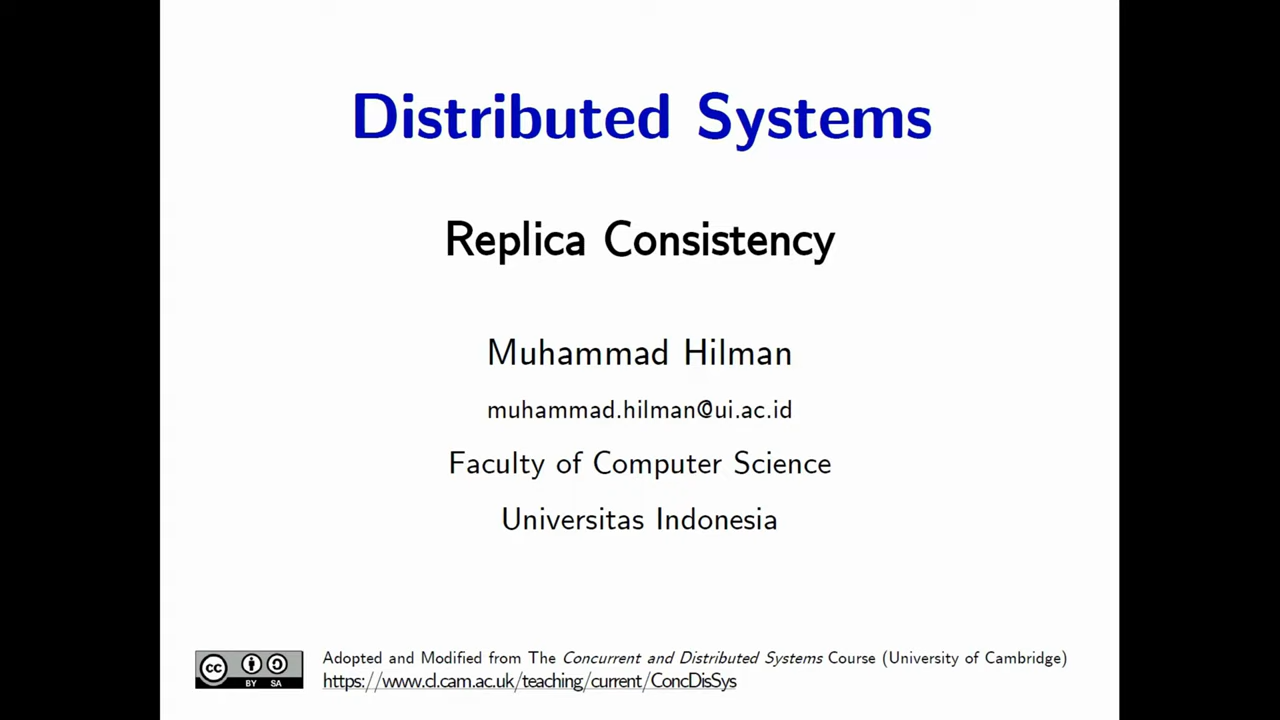 Distributed Systems
Replica Consistency
Muhammad Hilman
muhammad.hilman@ui.ac.id
Faculty of Computer Science
Universitas Indonesia
cc BY SA
Adopted and Modified from The Concurrent and Distributed Systems Course (University of Cambridge)
https://www.cl.cam.ac.uk/teaching/current/ConcDisSys